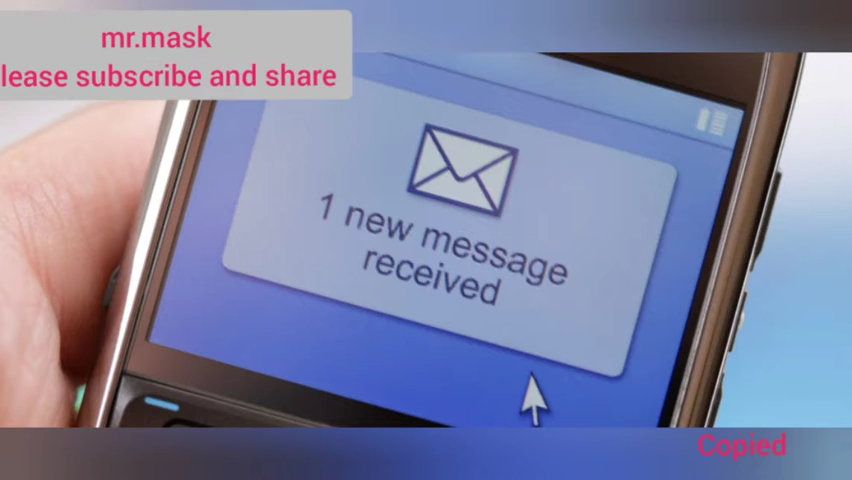 mr.mask
lease subscribe and share
1 new message
received
Copied